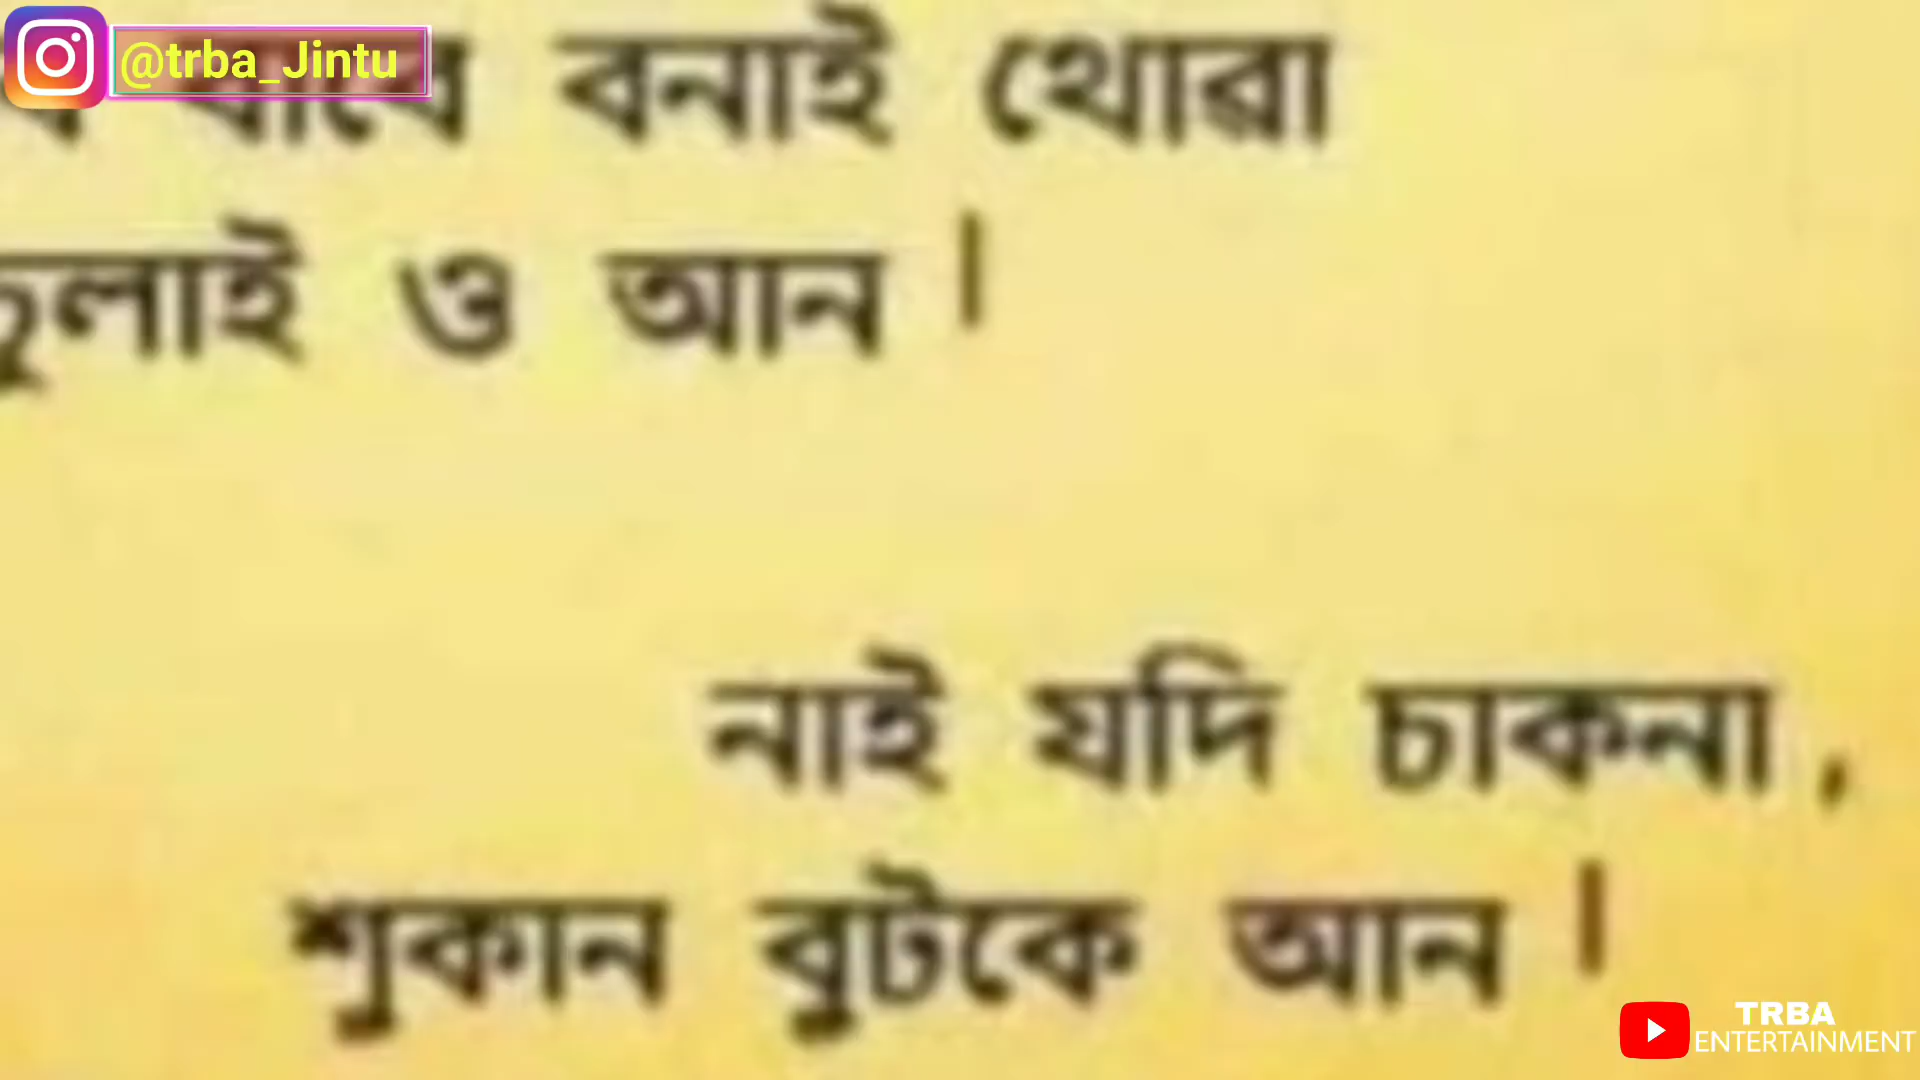 @trba_Jintu
বনাই থোৱা
ও আন।
নাই যদি চাকনা,
শুকান বুটকে আন।
TRBA
ENTERTAINMENT